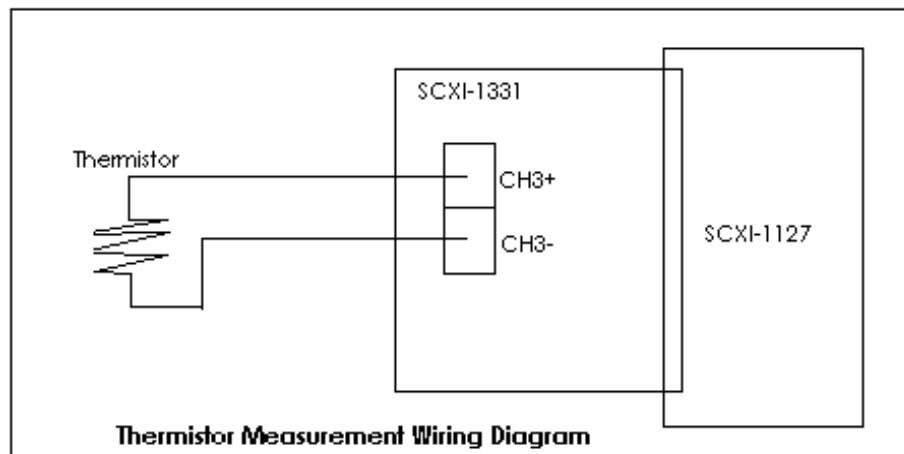 SCXI-1331
Thermistor
CH3+
CH3-
SCXI-1127
Thermistor Measurement Wiring Diagram